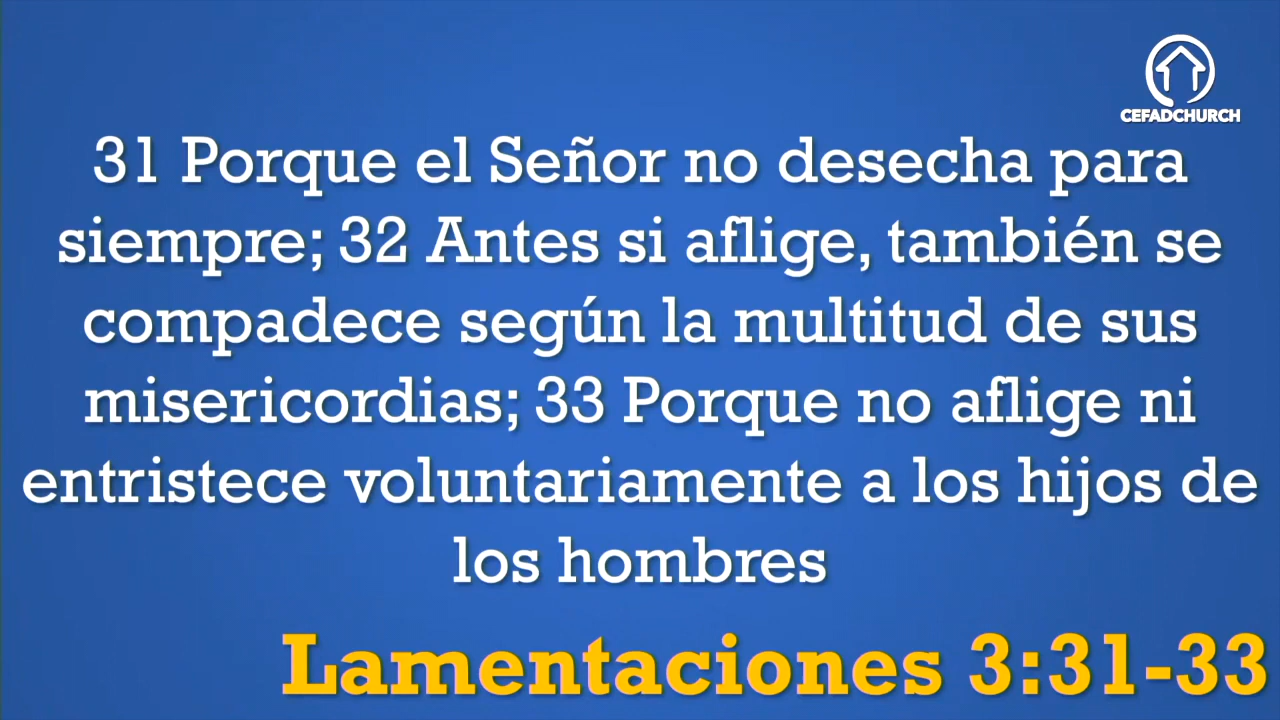 CEFADCHURCH
31 Porque el Señor no desecha para
siempre; 32 Antes si aflige, también se
compadece según la multitud de sus
misericordias; 33 Porque no aflige ni
entristece voluntariamente a los hijos de
los hombres
Lamentaciones 3:31-33